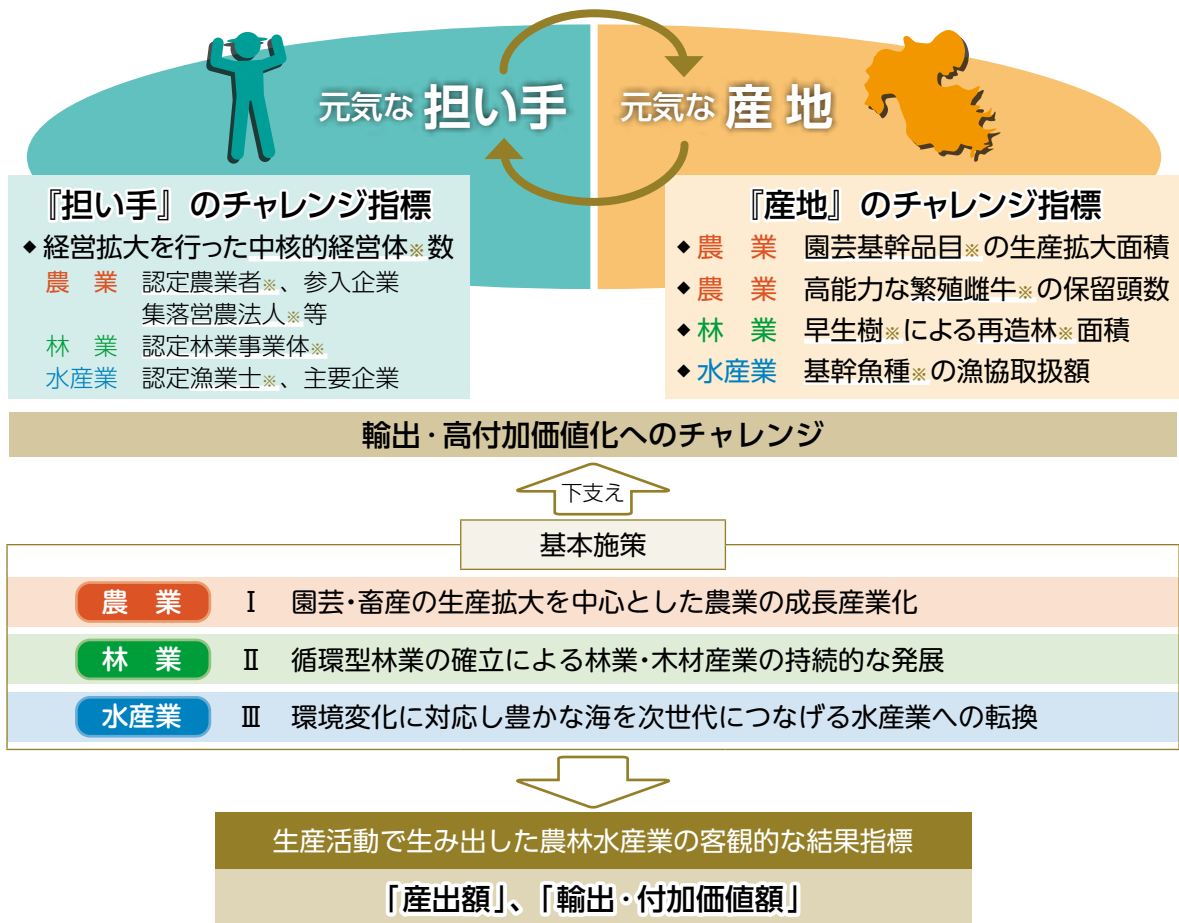 元気な 担い手
元気な 産地
『担い手』のチャレンジ指標
◆ 経営拡大を行った中核的経営体※数
農 業 認定農業者※、参入企業
集落営農法人※等
林 業 認定林業事業体※
水産業 認定漁業士※、主要企業
『産地』のチャレンジ指標
◆ 農 業 園芸基幹品目※の生産拡大面積
◆ 農 業 高能力な繁殖雌牛※の保留頭数
◆ 林 業 早生樹※による再造林※面積
◆ 水産業 基幹魚種※の漁協取扱額
輸出・高付加価値化へのチャレンジ
下支え
基本施策
農 業 Ⅰ 園芸・畜産の生産拡大を中心とした農業の成長産業化
林 業 Ⅱ 循環型林業の確立による林業・木材産業の持続的な発展
水産業 Ⅲ 環境変化に対応し豊かな海を次世代につなげる水産業への転換
生産活動で生み出した農林水産業の客観的な結果指標
「産出額」、「輸出・付加価値額」